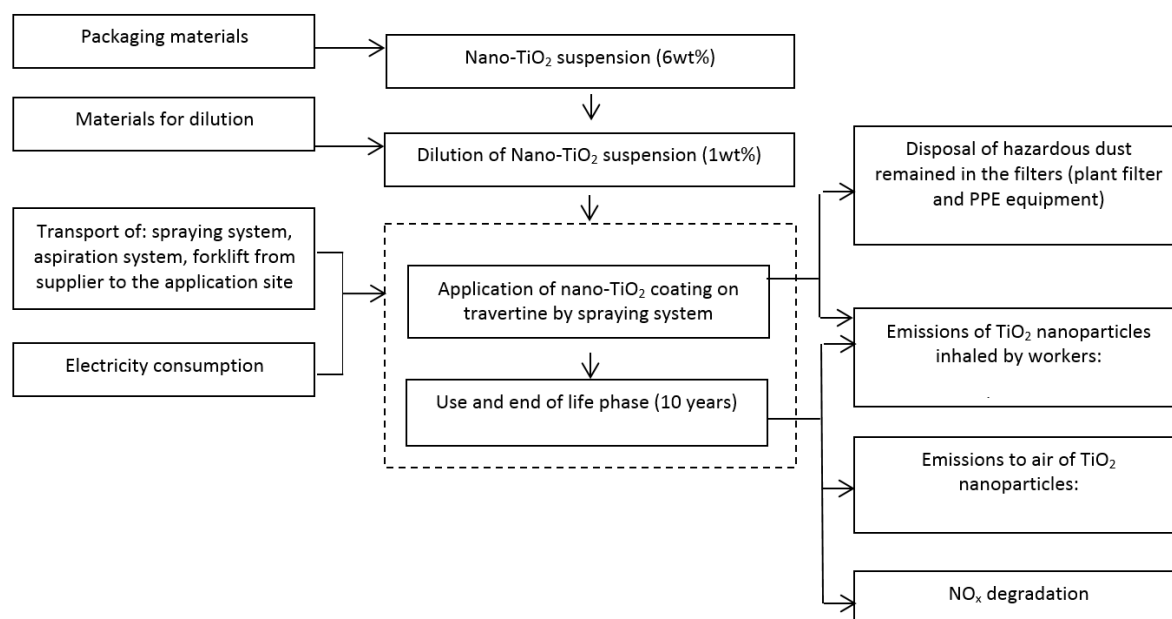 Packaging materials
Nano-TiO₂ suspension (6wt%)
Materials for dilution
Dilution of Nano-TiO₂ suspension (1wt%)
Disposal of hazardous dust
remained in the filters (plant filter
and PPE equipment)
Transport of: spraying system,
aspiration system, forklift from
supplier to the application site
Application of nano-TiO₂ coating on
travertine by spraying system
Emissions of TiO₂ nanoparticles
inhaled by workers:
.
Electricity consumption
Use and end of life phase (10 years)
Emissions to air of TiO₂
nanoparticles:
NOₓ degradation